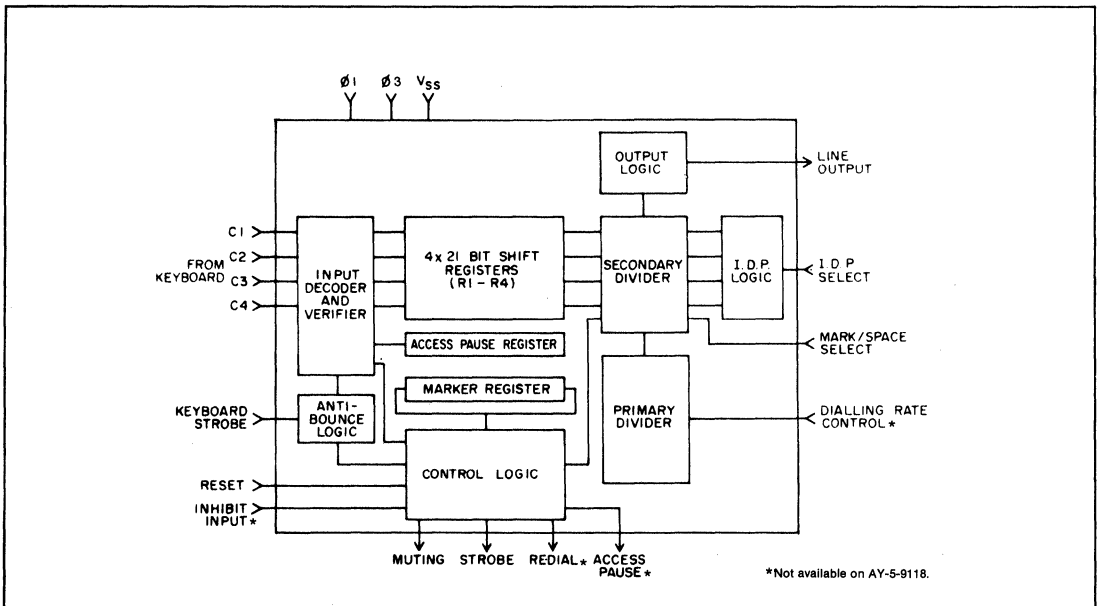 Ø1 Ø3 VSS
OUTPUT
LOGIC
LINE
OUTPUT
C1
C2
FROM
KEYBOARD
C3
C4
INPUT
DECODER
AND
VERIFIER
4 x 21 BIT SHIFT
REGISTERS
(R1 - R4)
SECONDARY
DIVIDER
I.D.P.
LOGIC
I.D.P
SELECT
ACCESS PAUSE REGISTER
MARK/SPACE
SELECT
MARKER REGISTER
KEYBOARD
STROBE
ANTI-
BOUNCE
LOGIC
PRIMARY
DIVIDER
DIALLING RATE
CONTROL*
CONTROL LOGIC
RESET
INHIBIT
INPUT*
MUTING STROBE REDIAL* ACCESS
PAUSE*
*Not available on AY-5-9118.